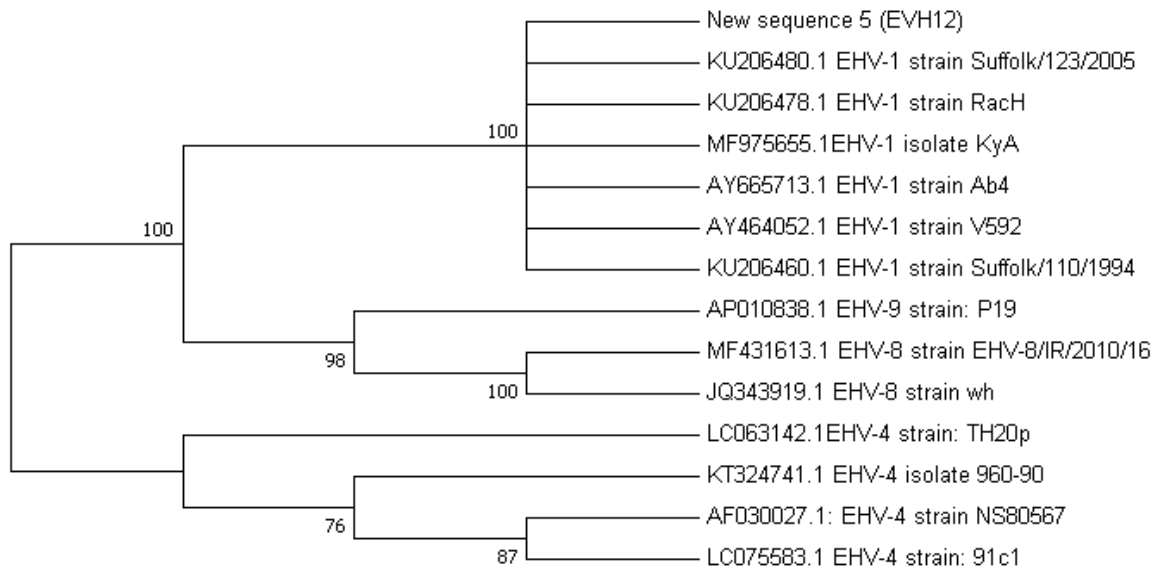 New sequence 5 (EVH12)
KU206480.1 EHV-1 strain Suffolk/123/2005
KU206478.1 EHV-1 strain RacH
100
MF975655.1EHV-1 isolate KyA
AY665713.1 EHV-1 strain Ab4
AY464052.1 EHV-1 strain V592
100
KU206460.1 EHV-1 strain Suffolk/110/1994
AP010838.1 EHV-9 strain: P19
98
MF431613.1 EHV-8 strain EHV-8/IR/2010/16
100
JQ343919.1 EHV-8 strain wh
LC063142.1EHV-4 strain: TH20p
KT324741.1 EHV-4 isolate 960-90
76
AF030027.1: EHV-4 strain NS80567
87
LC075583.1 EHV-4 strain: 91c1